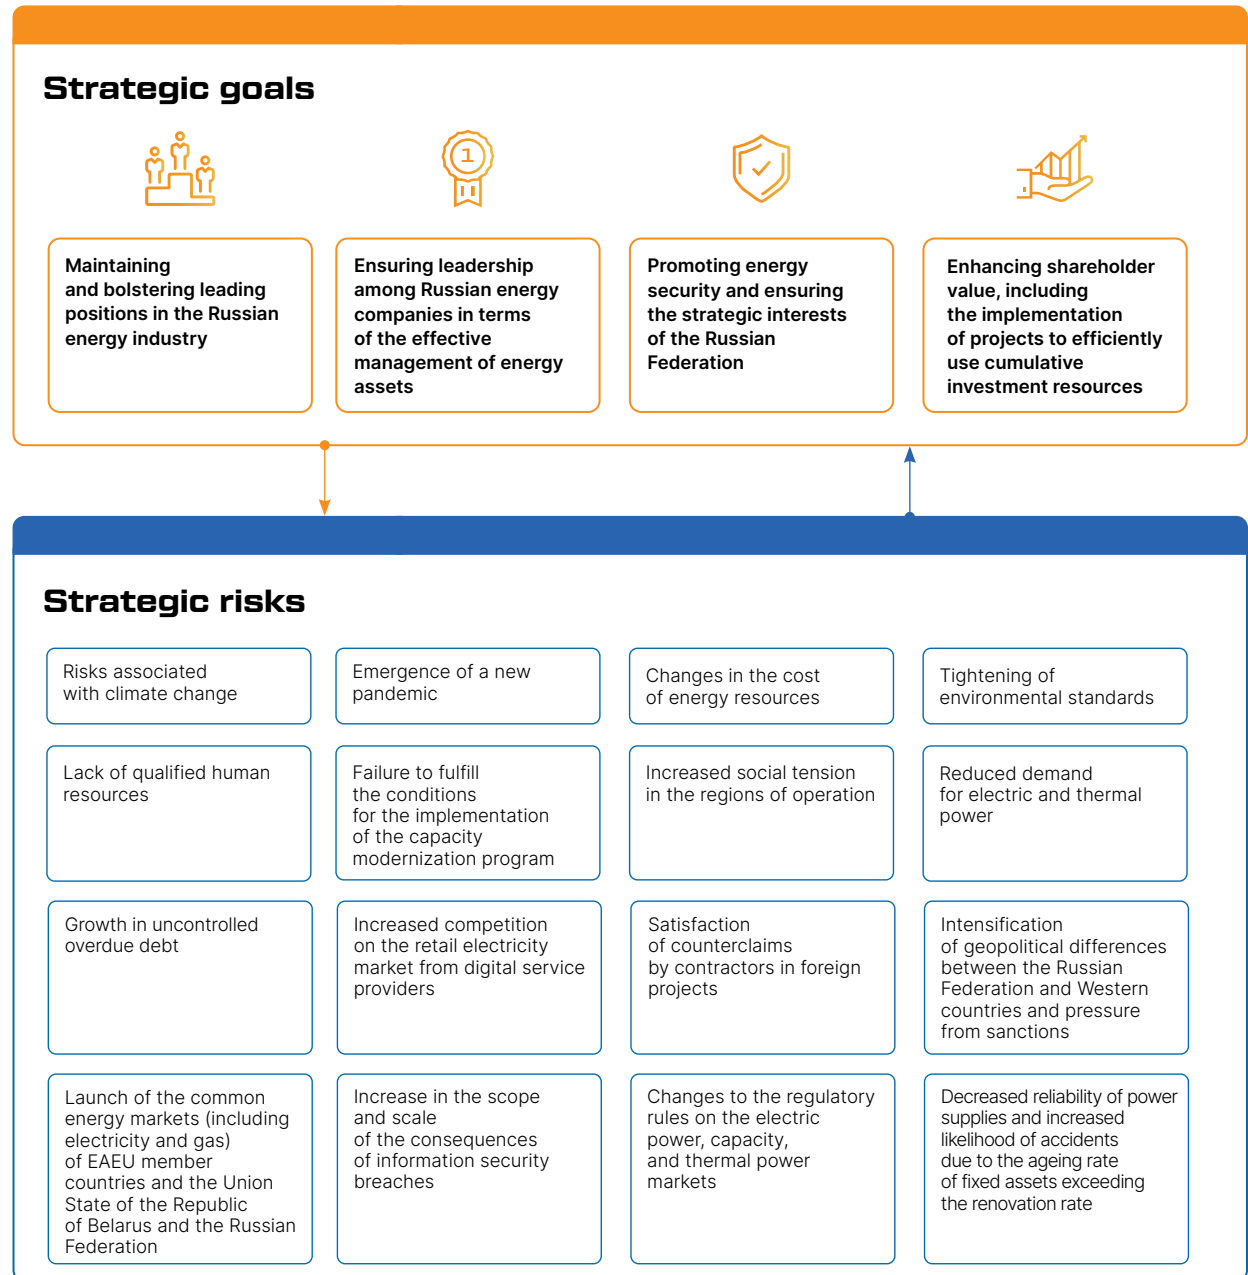 Strategic goals
1
Maintaining
and bolstering leading
positions in the Russian
energy industry
Ensuring leadership
among Russian energy
companies in terms
of the effective
management of energy
assets
Promoting energy
security and ensuring
the strategic interests
of the Russian
Federation
Enhancing shareholder
value, including
the implementation
of projects to efficiently
use cumulative
investment resources
Strategic risks
Risks associated
with climate change
Emergence of a new
pandemic
Changes in the cost
of energy resources
Tightening of
environmental standards
Lack of qualified human
resources
Failure to fulfill
the conditions
for the implementation
of the capacity
modernization program
Increased social tension
in the regions of operation
Reduced demand
for electric and thermal
power
Growth in uncontrolled
overdue debt
Increased competition
on the retail electricity
market from digital service
providers
Satisfaction
of counterclaims
by contractors in foreign
projects
Intensification
of geopolitical differences
between the Russian
Federation and Western
countries and pressure
from sanctions
Launch of the common
energy markets (including
electricity and gas)
of EAEU member
countries and the Union
State of the Republic
of Belarus and the Russian
Federation
Increase in the scope
and scale
of the consequences
of information security
breaches
Changes to the regulatory
rules on the electric
power, capacity,
and thermal power
markets
Decreased reliability of power
supplies and increased
likelihood of accidents
due to the ageing rate
of fixed assets exceeding
the renovation rate